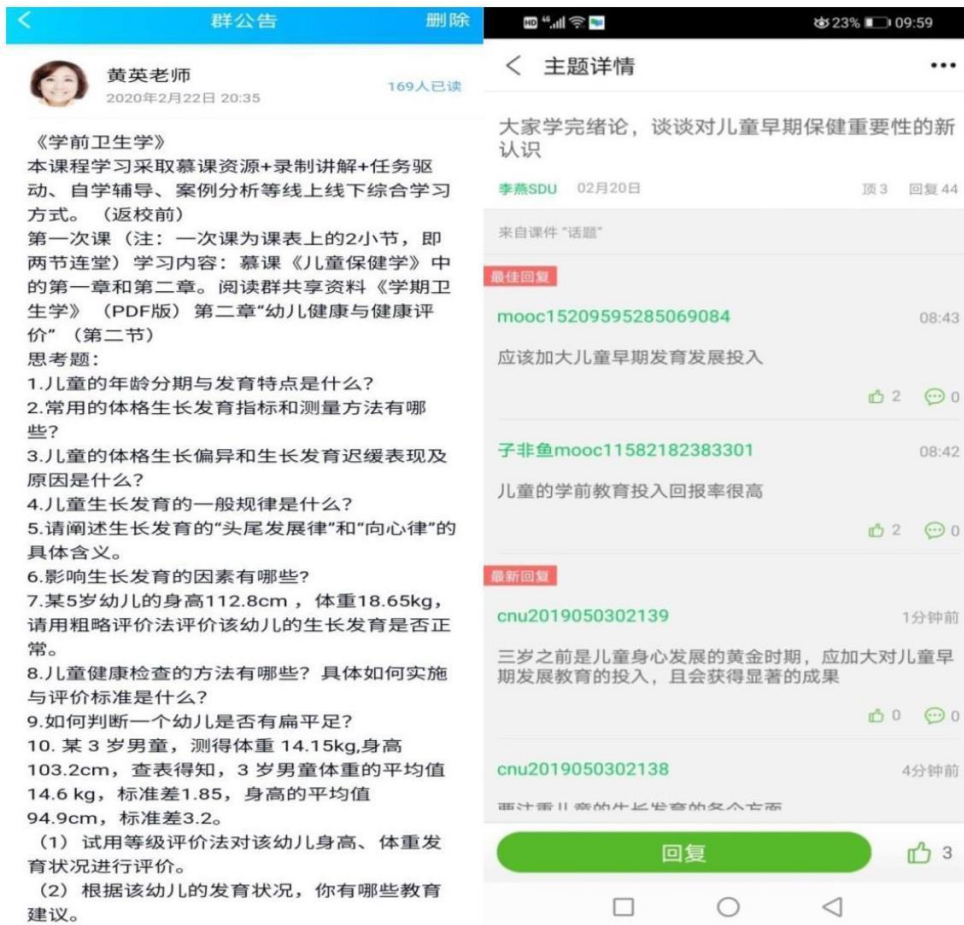 群公告
删除
黄英老师
2020年2月22日 20:35
169人已读
《学前卫生学》
本课程学习采取慕课资源+录制讲解+任务驱
动、自学辅导、案例分析等线上线下综合学习
方式。（返校前）
第一次课（注：一次课为课表上的2小节，即
两节连堂）学习内容：慕课《儿童保健学》中
的第一章和第二章。阅读群共享资料《学期卫
生学》（PDF版）第二章“幼儿健康与健康评
价”（第二节）
思考题：
1.儿童的年龄分期与发育特点是什么？
2.常用的体格生长发育指标和测量方法有哪
些？
3.儿童的体格生长偏异和生长发育迟缓表现及
原因是什么？
4.儿童生长发育的一般规律是什么？
5.请阐述生长发育的“头尾发展律”和“向心律”的
具体含义。
6.影响生长发育的因素有哪些?
7.某5岁幼儿的身高112.8cm ，体重18.65kg，
请用粗略评价法评价该幼儿的生长发育是否正
常。
8.儿童健康检查的方法有哪些？具体如何实施
与评价标准是什么？
9.如何判断一个幼儿是否有扁平足？
10. 某 3 岁男童，测得体重 14.15kg,身高
103.2cm，查表得知，3 岁男童体重的平均值
14.6 kg，标准差1.85，身高的平均值
94.9cm，标准差3.2。
（1）试用等级评价法对该幼儿身高、体重发
育状况进行评价。
（2）根据该幼儿的发育状况，你有哪些教育
建议。
HD 46 23% 09:59
主题详情
大家学完绪论，谈谈对儿童早期保健重要性的新
认识
李燕SDU 02月20日 顶 3 回复 44
来自课件 “话题”
最佳回复
mooc15209595285069084 08:43
应该加大儿童早期发育发展投入
2 0
子非鱼mooc11582182383301 08:42
儿童的学前教育投入回报率很高
2 0
最新回复
cnu2019050302139 1分钟前
三岁之前是儿童身心发展的黄金时期，应加大对儿童早
期发展教育的投入，且会获得显著的成果
0 0
cnu2019050302138 4分钟前
要注重儿童的生长发育的各个方面
回复 3